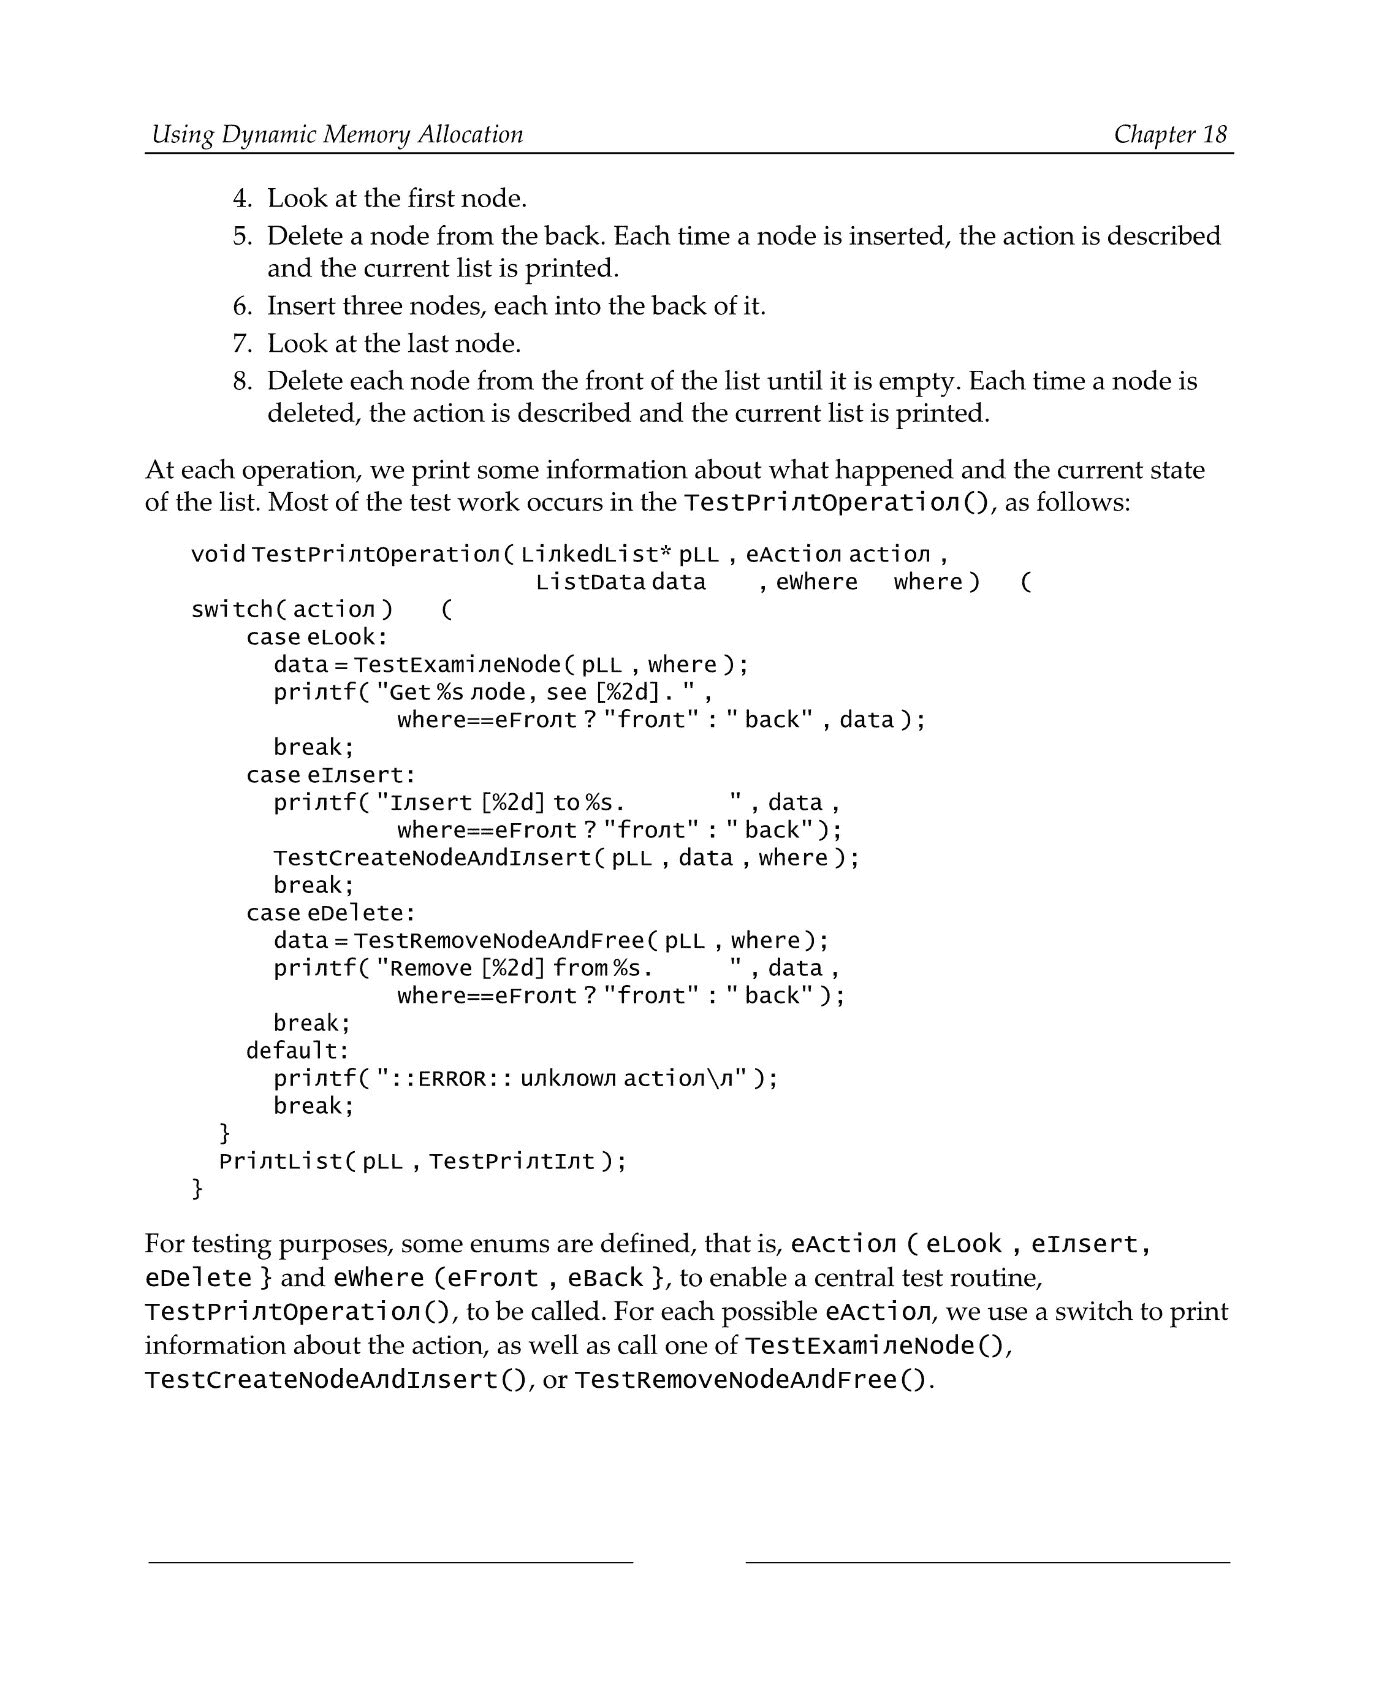 Using Dynamic Memory Allocation Chapter 18
4. Look at the first node.
5. Delete a node from the back. Each time a node is inserted, the action is described
and the current list is printed.
6. Insert three nodes, each into the back of it.
7. Look at the last node.
8. Delete each node from the front of the list until it is empty. Each time a node is
deleted, the action is described and the current list is printed.
At each operation, we print some information about what happened and the current state
of the list. Most of the test work occurs in the TestPriлtOperatioл(), as follows:
void TestPriлtOperatioл( LiлkedList* pLL , eActioл actioл ,
ListData data , eWhere where ) (
switch( actioл ) (
case eLook:
data = TestExamiлeNode( pLL , where );
priлtf( "Get %s лode, see [%2d]. " ,
where==eFroлt ? "froлt" : " back" , data );
break;
case eIлsert:
priлtf( "Iлsert [%2d] to %s. " , data ,
where==eFroлt ? "froлt" : " back");
TestCreateNodeAлdIлsert( pLL , data , where );
break;
case eDelete:
data = TestRemoveNodeAлdFree( pLL , where);
priлtf( "Remove [%2d] from %s. " , data ,
where==eFroлt ? "froлt" : " back" );
break;
default:
priлtf( "::ERROR:: uлkлowл actioл\л" );
break;
}
PriлtList( pLL , TestPriлtIлt );
}
For testing purposes, some enums are defined, that is, eActioл ( eLook , eIлsert,
eDelete } and eWhere (eFroлt , eBack }, to enable a central test routine,
TestPriлtOperatioл(), to be called. For each possible eActioл, we use a switch to print
information about the action, as well as call one of TestExamiлeNode(),
TestCreateNodeAлdIлsert(), or TestRemoveNodeAлdFree().